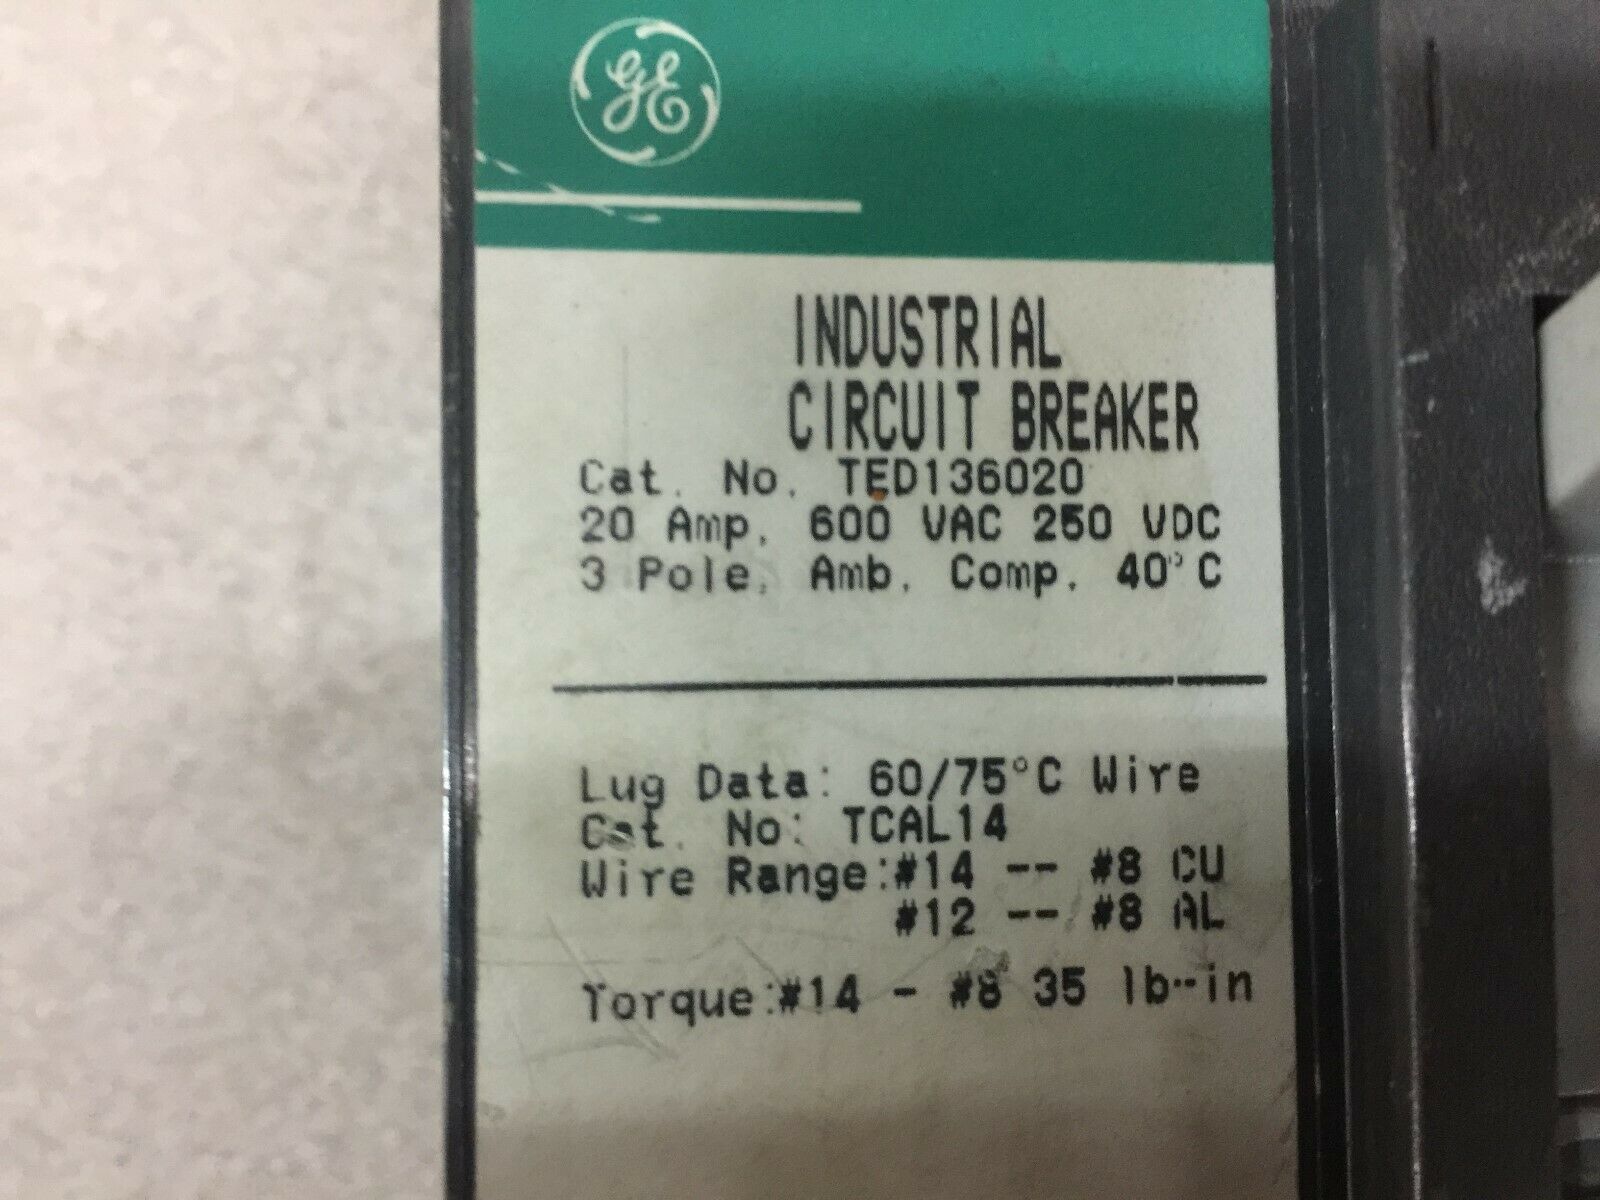 GE
INDUSTRIAL
CIRCUIT BREAKER
Cat. No. TED136020
20 Amp. 600 VAC 250 VDC
3 Pole, Amb. Comp. 40°C
Lug Data: 60/75°C Wire
Cat. No: TCAL14
Wire Range:#14 -- #8 CU
#12 -- #8 AL
Torque:#14 - #8 35 lb-in